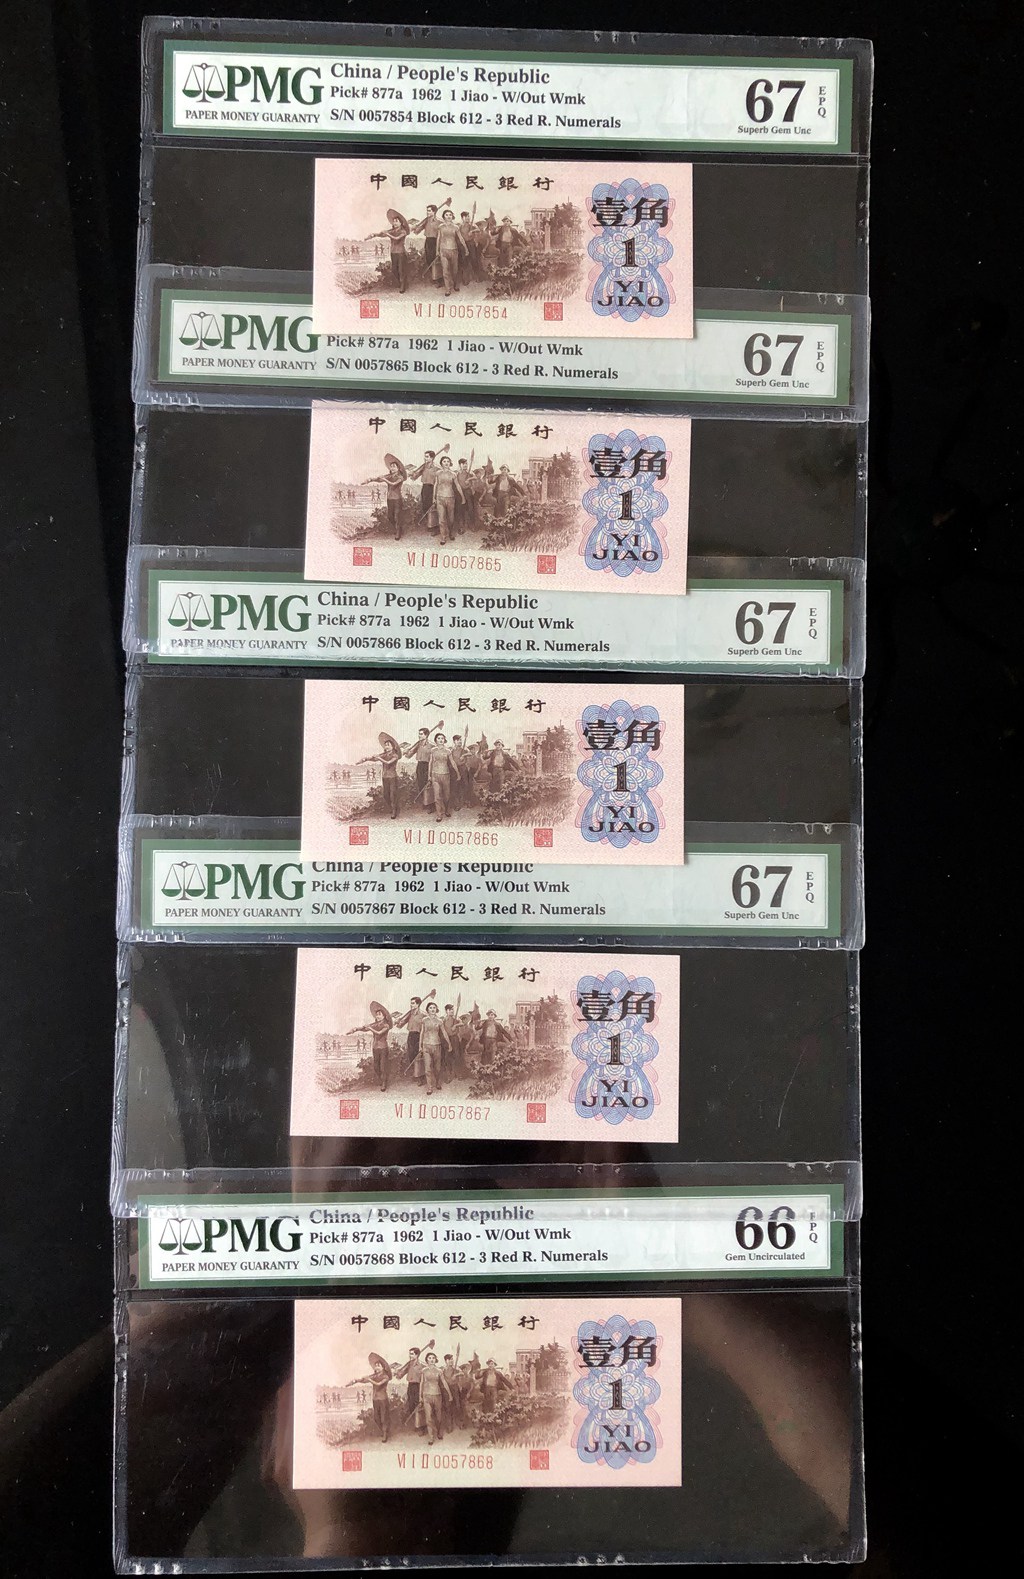 PMG
PAPER MONEY GUARANTY
China / People's Republic
Pick# 877a 1962 1 Jiao - W/Out Wmk
S/N 0057854 Block 612 - 3 Red R. Numerals
67
EPQ
Superb Gem Unc
中國人民銀行
壹角
1
YI
JIAO
Ⅵ Ⅰ Ⅱ 0057854
PMG
PAPER MONEY GUARANTY
Pick# 877a 1962 1 Jiao - W/Out Wmk
S/N 0057865 Block 612 - 3 Red R. Numerals
67
EPQ
Superb Gem Unc
中國人民銀行
壹角
1
YI
JIAO
Ⅵ Ⅰ Ⅱ 0057865
PMG
PAPER MONEY GUARANTY
China / People's Republic
Pick# 877a 1962 1 Jiao - W/Out Wmk
S/N 0057866 Block 612 - 3 Red R. Numerals
67
EPQ
Superb Gem Unc
中國人民銀行
壹角
1
YI
JIAO
Ⅵ Ⅰ Ⅱ 0057866
PMG
PAPER MONEY GUARANTY
China / People's Republic
Pick# 877a 1962 1 Jiao - W/Out Wmk
S/N 0057867 Block 612 - 3 Red R. Numerals
67
EPQ
Superb Gem Unc
中國人民銀行
壹角
1
YI
JIAO
Ⅵ Ⅰ Ⅱ 0057867
PMG
PAPER MONEY GUARANTY
China / People's Republic
Pick# 877a 1962 1 Jiao - W/Out Wmk
S/N 0057868 Block 612 - 3 Red R. Numerals
66
EPQ
Gem Uncirculated
中國人民銀行
壹角
1
YI
JIAO
Ⅵ Ⅰ Ⅱ 0057868